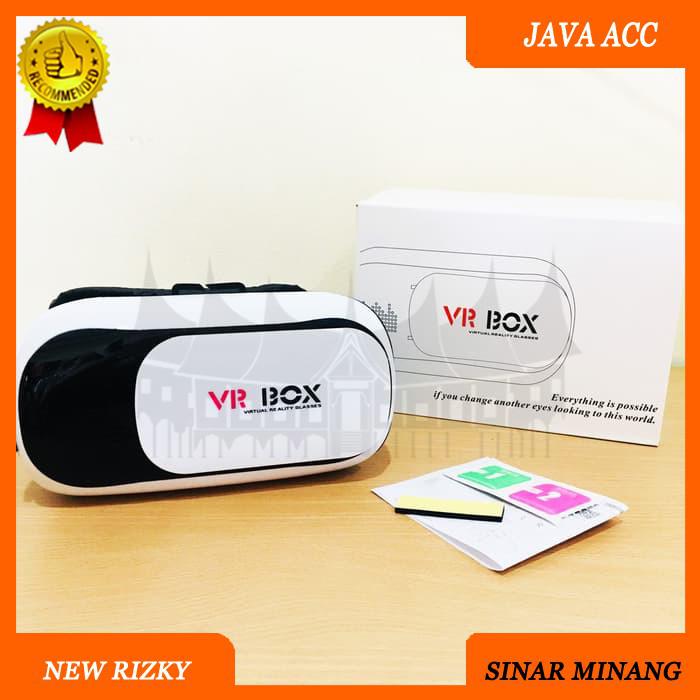 JAVA ACC
RECOMMENDED
VR BOX
VIRTUAL REALITY GLASSES
VR BOX
VIRTUAL REALITY GLASSES
Everything is possible
if you change another eyes looking to this world.
1
2
NEW RIZKY
SINAR MINANG